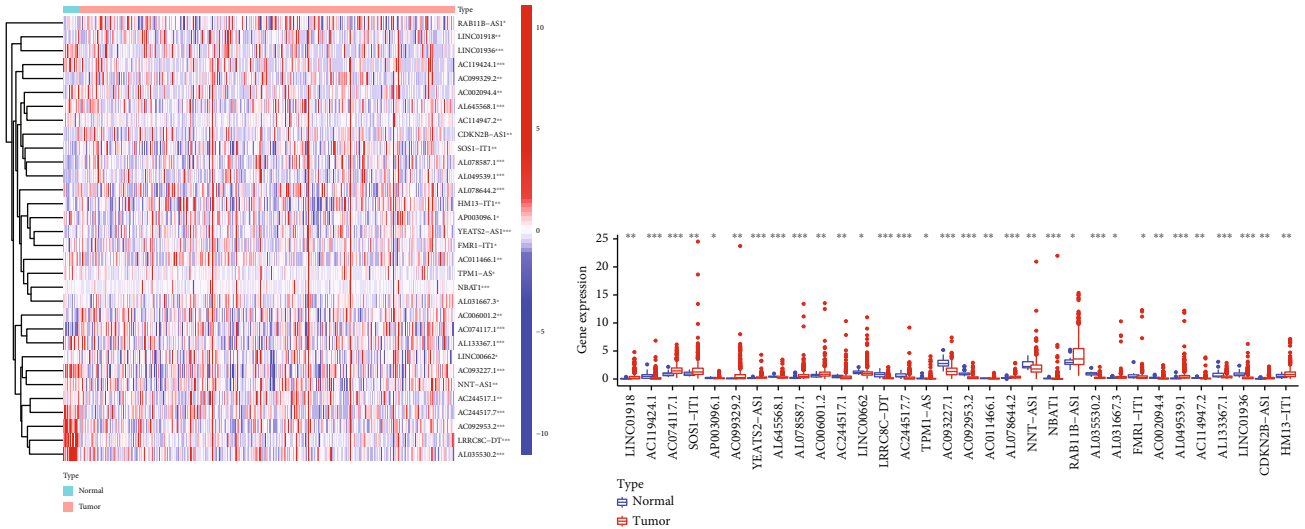 Type
RAB11B−AS1*
LINC01918**
LINC01936***
AC119424.1***
AC099329.2**
AC002094.4**
AL645568.1***
AC114947.2**
CDKN2B−AS1**
SOS1−IT1**
AL078587.1***
AL049539.1***
AL078644.2***
HM13−IT1**
AP003096.1*
YEATS2−AS1***
FMR1−IT1*
AC011466.1**
TPM1−AS*
NBAT1***
AL031667.3*
AC006001.2**
AC074117.1***
AL133367.1***
LINC00662*
AC093227.1***
NNT−AS1**
AC244517.1**
AC244517.7***
AC092953.2***
LRRC8C−DT***
AL035530.2***
10
5
0
−5
−10
Type
Normal
Tumor
** *** *** ** * ** *** *** *** ** ** * *** *** * *** *** ** *** ** *** * *** * * ** *** ** *** *** ** **
Gene expression
25
20
15
10
5
0
LINC01918
AC119424.1
AC074117.1
SOS1−IT1
AP003096.1
AC099329.2
YEATS2−AS1
AL645568.1
AL078587.1
AC006001.2
AC244517.1
LINC00662
LRRC8C−DT
AC244517.7
TPM1−AS
AC093227.1
AC092953.2
AC011466.1
AL078644.2
NNT−AS1
NBAT1
RAB11B−AS1
AL035530.2
AL031667.3
FMR1−IT1
AC002094.4
AL049539.1
AC114947.2
AL133367.1
LINC01936
CDKN2B−AS1
HM13−IT1
Type
Normal
Tumor